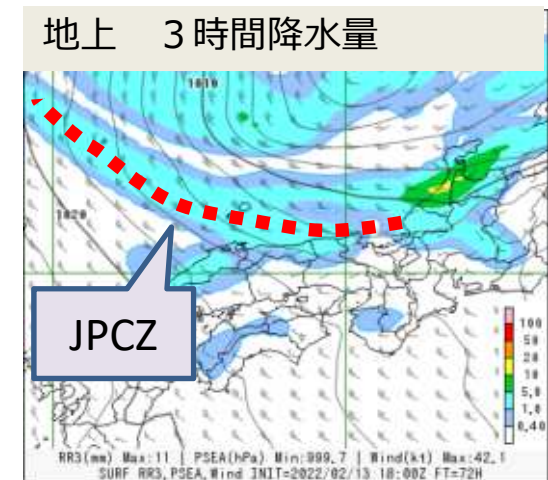 地上　３時間降水量
1010
1020
JPCZ
100
50
20
10
5.0
1.0
0.40
RR3(mm) Max:11 | PSEA(hPa) Min:999.7 | Wind(kt) Max:42.1
SURF RR3,PSEA,Wind INIT=2022/02/13 18:00Z FT=72H